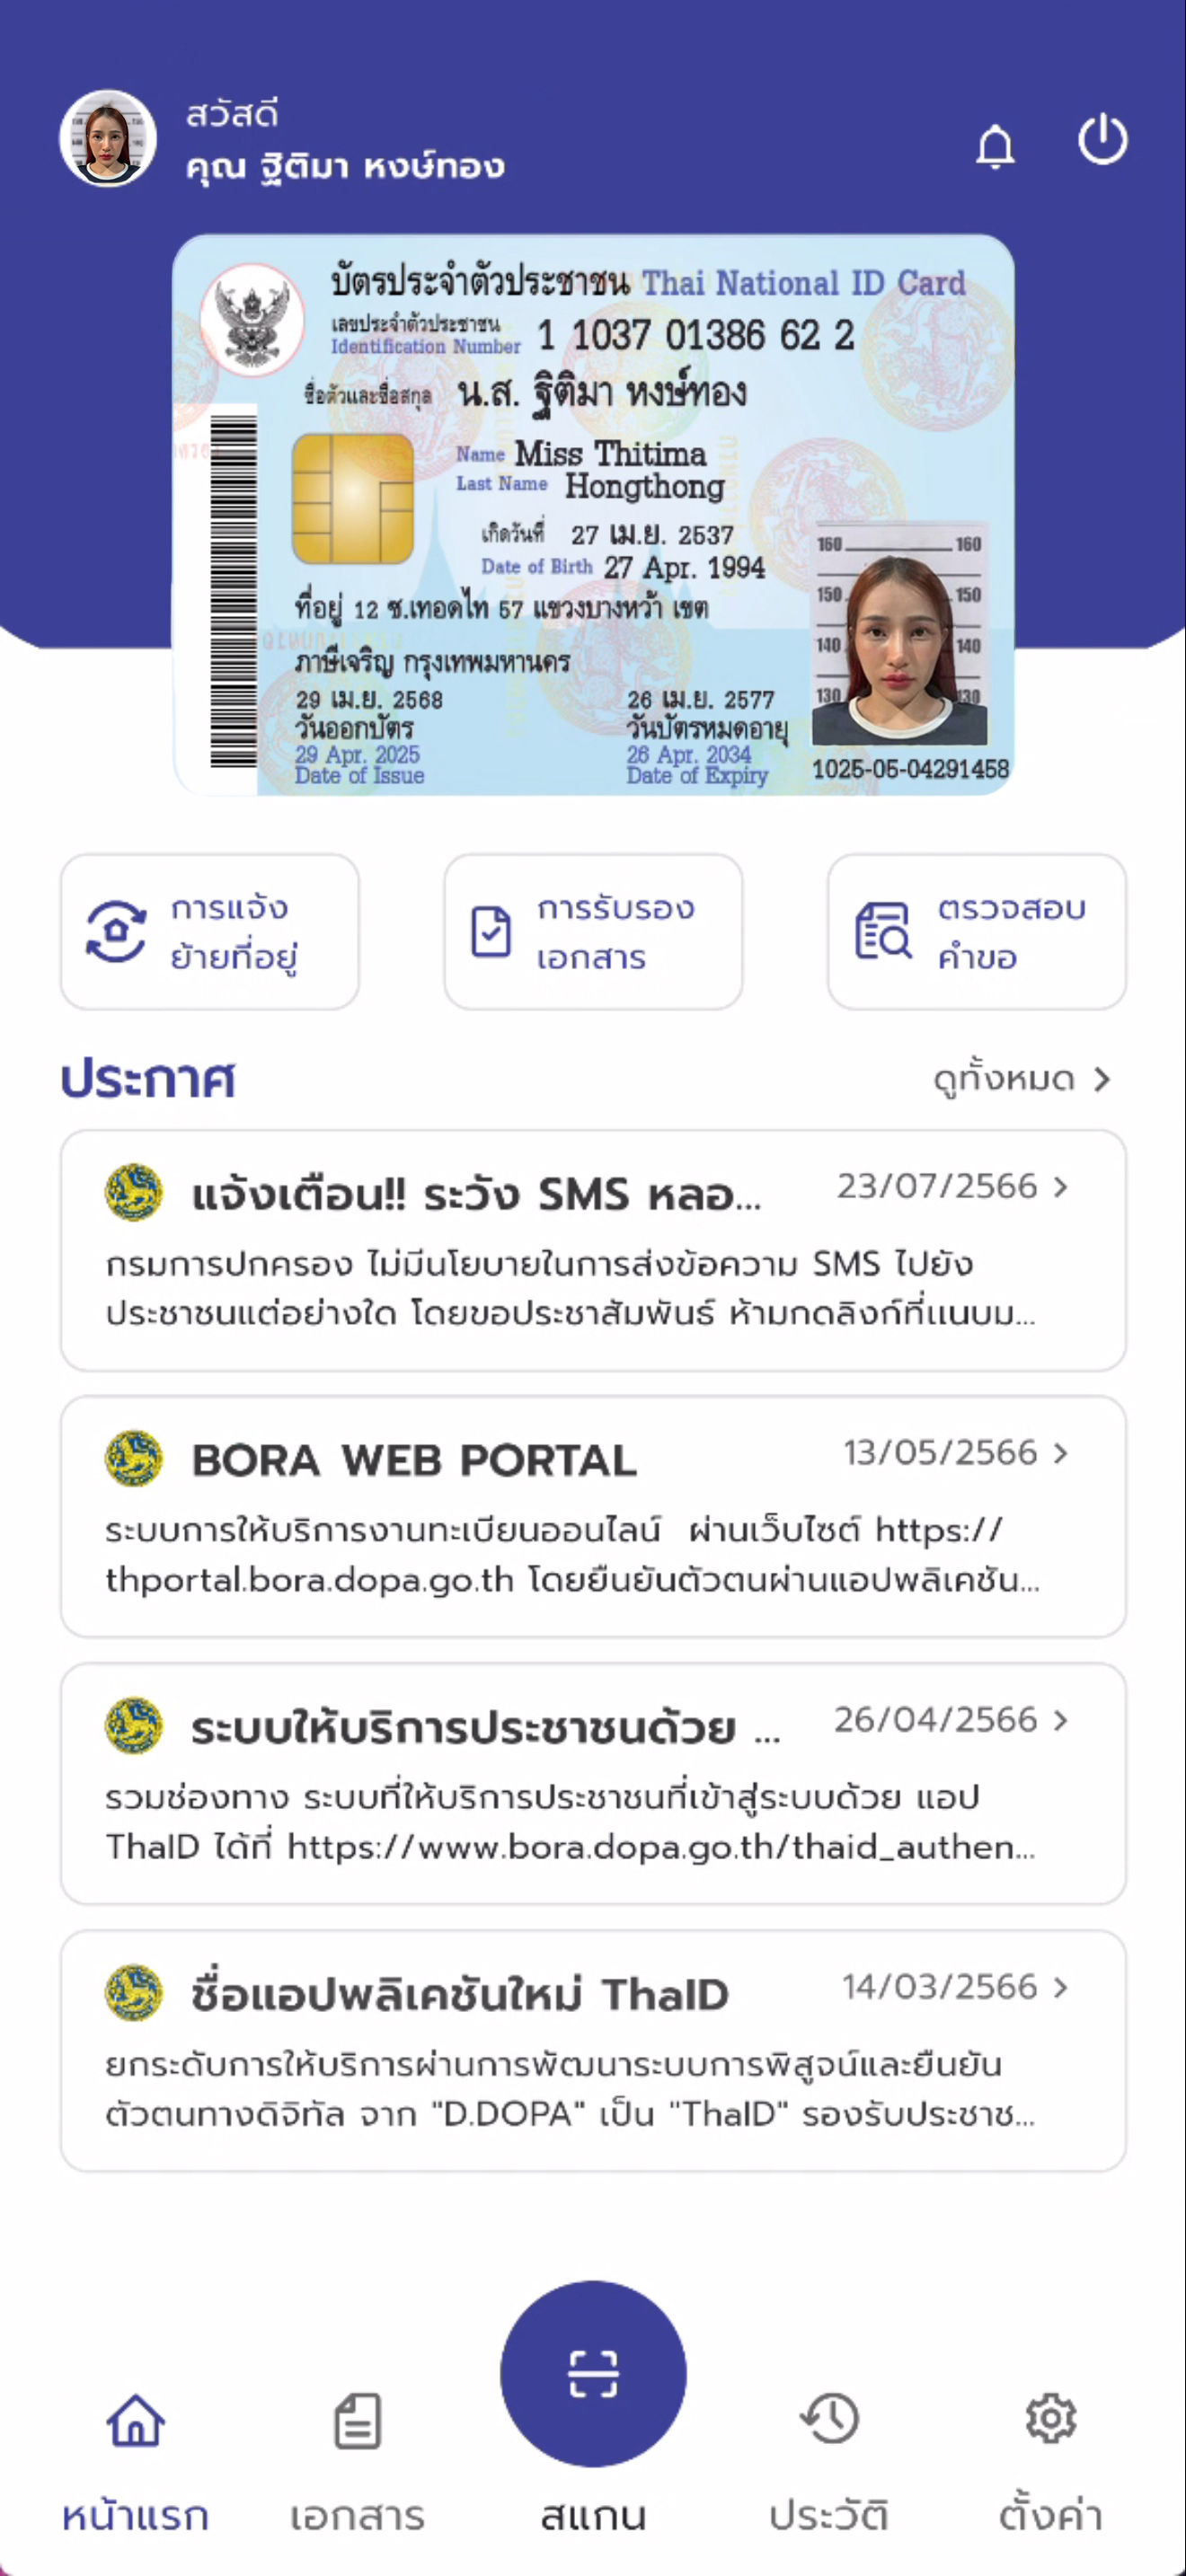 สวัสดี
คุณ ฐิติมา หงษ์ทอง
บัตรประจำตัวประชาชน Thai National ID Card
เลขประจำตัวประชาชน
Identification Number 1 1037 01386 62 2
ชื่อตัวและชื่อสกุล น.ส. ฐิติมา หงษ์ทอง
Name Miss Thitima
Last Name Hongthong
เกิดวันที่ 27 เม.ย. 2537
Date of Birth 27 Apr. 1994
ที่อยู่ 12 ซ.เทอดไท 57 แขวงบางหว้า เขต
ภาษีเจริญ กรุงเทพมหานคร
29 เม.ย. 2568
วันออกบัตร
29 Apr. 2025
Date of Issue
26 เม.ย. 2577
วันบัตรหมดอายุ
26 Apr. 2034
Date of Expiry
160 160
150 150
140 140
130 130
1025-05-04291458
การแจ้ง
ย้ายที่อยู่
การรับรอง
เอกสาร
ตรวจสอบ
คำขอ
ประกาศ
ดูทั้งหมด
แจ้งเตือน!! ระวัง SMS หลอ...
23/07/2566
กรมการปกครอง ไม่มีนโยบายในการส่งข้อความ SMS ไปยัง
ประชาชนแต่อย่างใด โดยขอประชาสัมพันธ์ ห้ามกดลิงก์ที่แนบม...
BORA WEB PORTAL
13/05/2566
ระบบการให้บริการงานทะเบียนออนไลน์ ผ่านเว็บไซต์ https://
thportal.bora.dopa.go.th โดยยืนยันตัวตนผ่านแอปพลิเคชัน...
ระบบให้บริการประชาชนด้วย ...
26/04/2566
รวมช่องทาง ระบบที่ให้บริการประชาชนที่เข้าสู่ระบบด้วย แอป
ThaID ได้ที่ https://www.bora.dopa.go.th/thaid_authen...
ชื่อแอปพลิเคชันใหม่ ThaID
14/03/2566
ยกระดับการให้บริการผ่านการพัฒนาระบบการพิสูจน์และยืนยัน
ตัวตนทางดิจิทัล จาก "D.DOPA" เป็น "ThaID" รองรับประชาช...
หน้าแรก
เอกสาร
สแกน
ประวัติ
ตั้งค่า